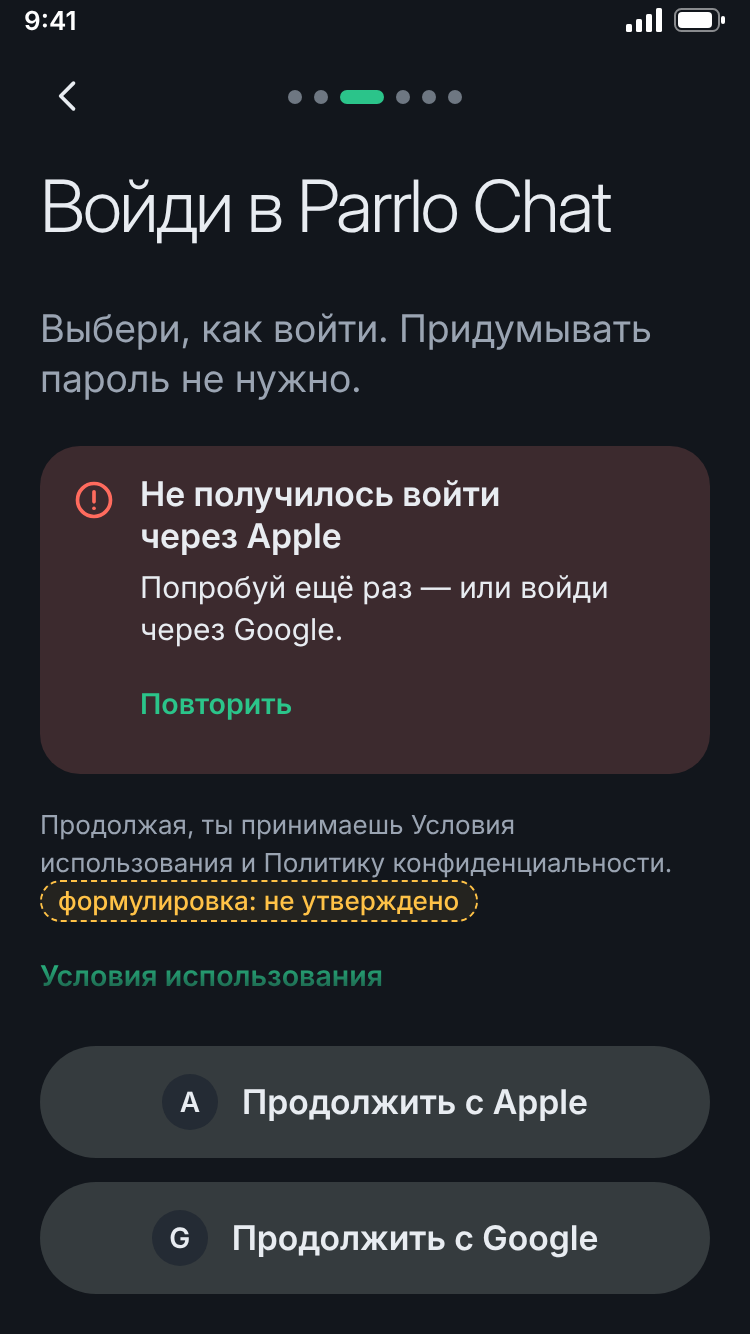 9:41
Войди в Parrlo Chat
Выбери, как войти. Придумывать
пароль не нужно.
Не получилось войти
через Apple
Попробуй ещё раз — или войди
через Google.
Повторить
Продолжая, ты принимаешь Условия
использования и Политику конфиденциальности.
формулировка: не утверждено
Условия использования
A Продолжить с Apple
G Продолжить с Google